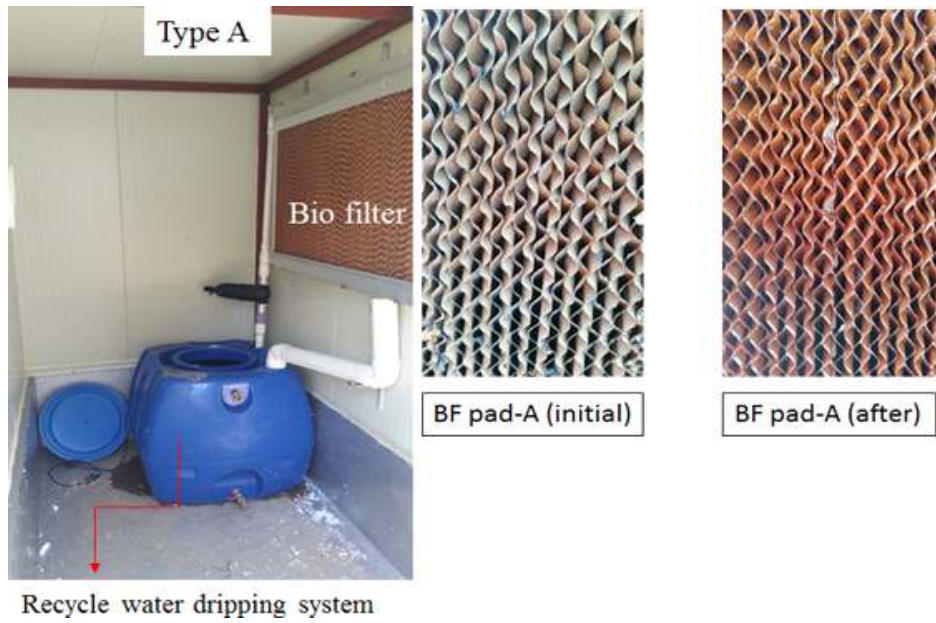 Type A
Bio filter
BF pad-A (initial)
BF pad-A (after)
Recycle water dripping system